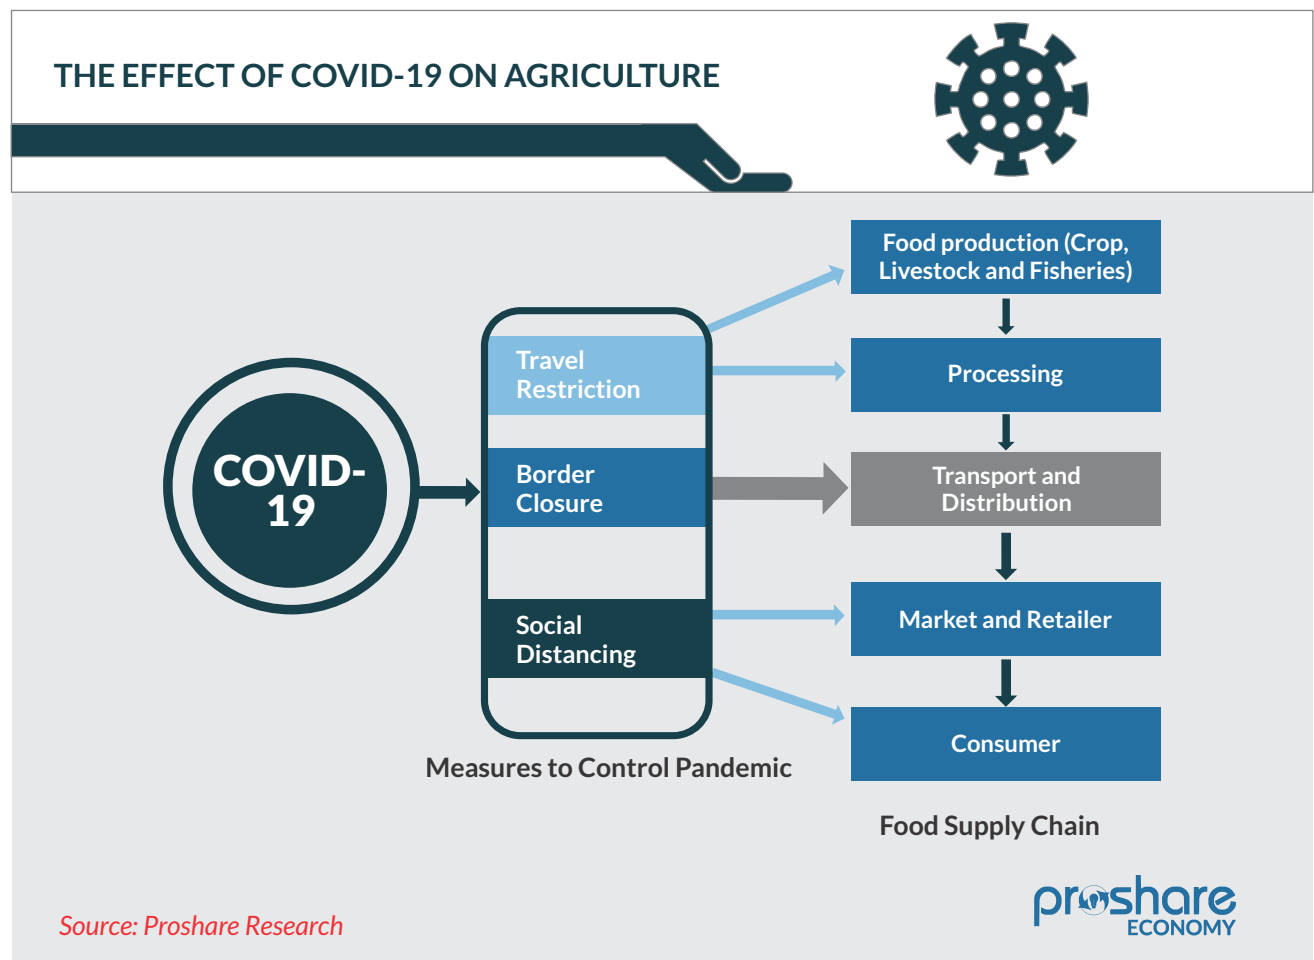 THE EFFECT OF COVID-19 ON AGRICULTURE
COVID-
19
Travel
Restriction
Border
Closure
Social
Distancing
Measures to Control Pandemic
Food production (Crop,
Livestock and Fisheries)
Processing
Transport and
Distribution
Market and Retailer
Consumer
Food Supply Chain
Source: Proshare Research
proshare
ECONOMY